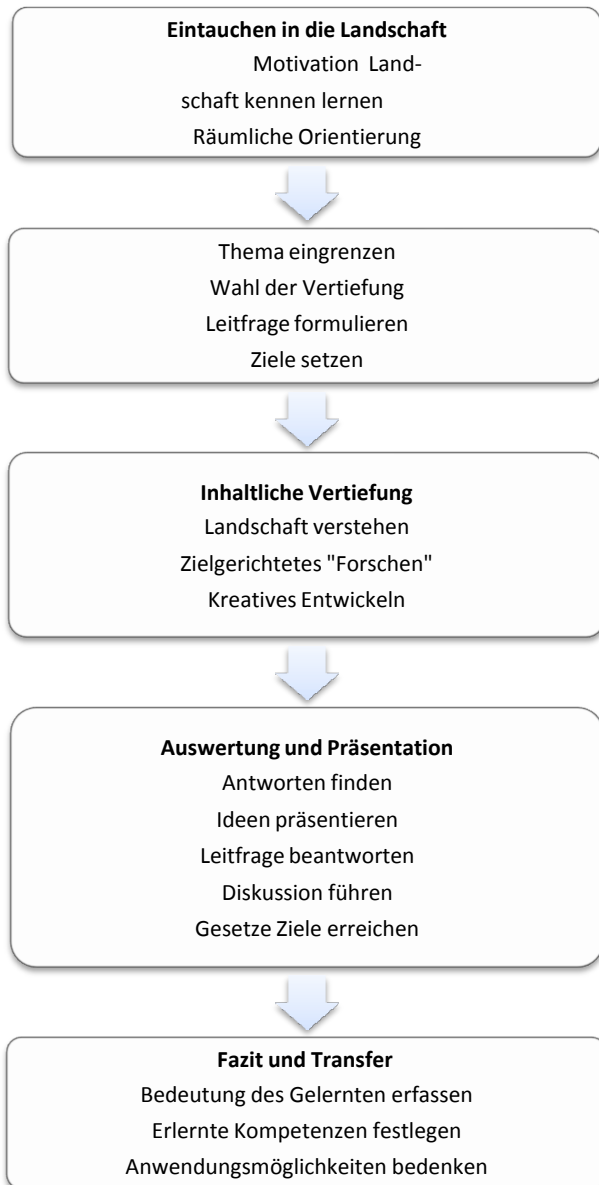 Eintauchen in die Landschaft
Motivation Land-
schaft kennen lernen
Räumliche Orientierung
Thema eingrenzen
Wahl der Vertiefung
Leitfrage formulieren
Ziele setzen
Inhaltliche Vertiefung
Landschaft verstehen
Zielgerichtetes "Forschen"
Kreatives Entwickeln
Auswertung und Präsentation
Antworten finden
Ideen präsentieren
Leitfrage beantworten
Diskussion führen
Gesetze Ziele erreichen
Fazit und Transfer
Bedeutung des Gelernten erfassen
Erlernte Kompetenzen festlegen
Anwendungsmöglichkeiten bedenken